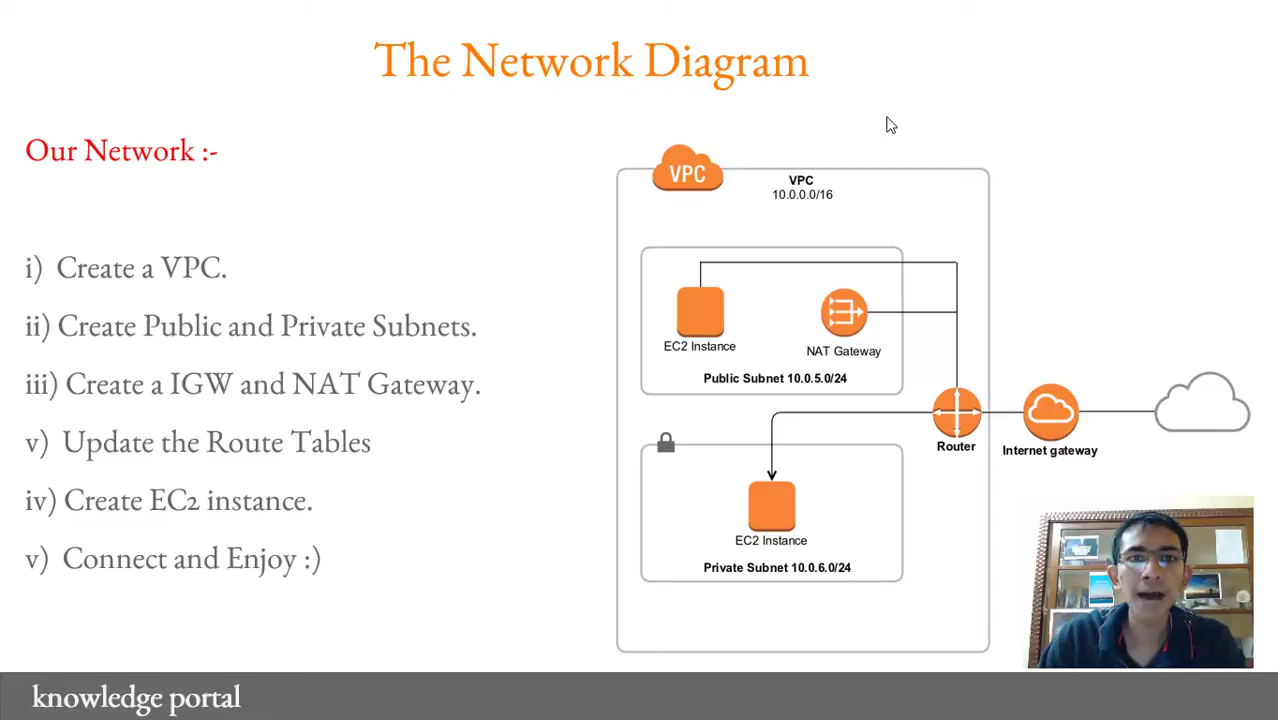 The Network Diagram
Our Network :-
i) Create a VPC.
ii) Create Public and Private Subnets.
iii) Create a IGW and NAT Gateway.
v) Update the Route Tables
iv) Create EC2 instance.
v) Connect and Enjoy :)
VPC
VPC
10.0.0.0/16
EC2 Instance
NAT Gateway
Public Subnet 10.0.5.0/24
Router
Internet gateway
EC2 Instance
Private Subnet 10.0.6.0/24
knowledge portal